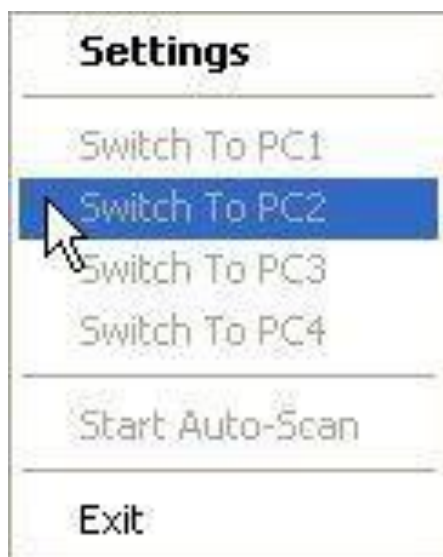 Settings
Switch To PC1
Switch To PC2
Switch To PC3
Switch To PC4
Start Auto-Scan
Exit